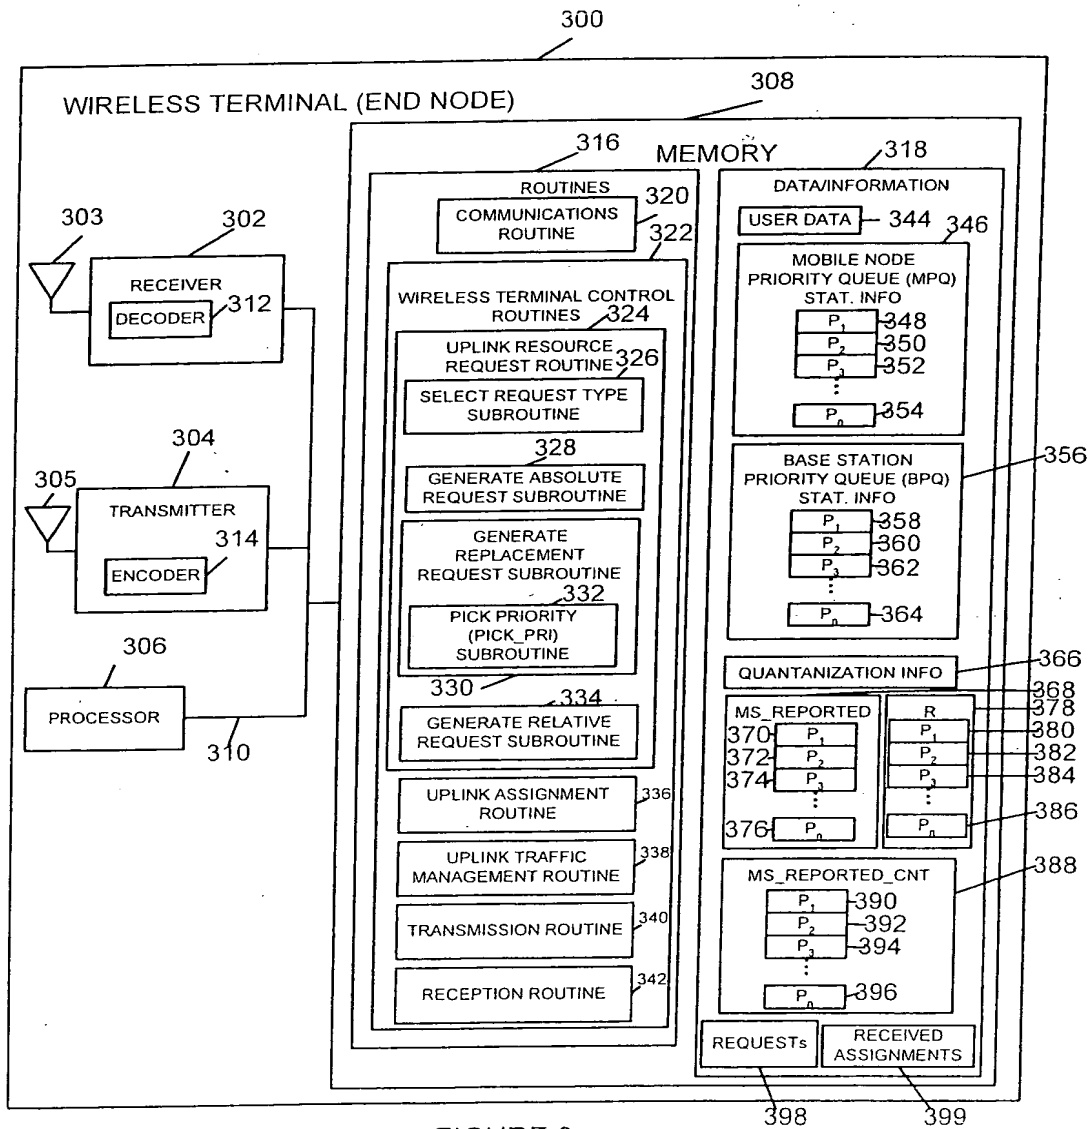 300
WIRELESS TERMINAL (END NODE)
308
MEMORY
316
ROUTINES
320
COMMUNICATIONS
ROUTINE
322
WIRELESS TERMINAL CONTROL
ROUTINES
324
UPLINK RESOURCE
REQUEST ROUTINE
326
SELECT REQUEST TYPE
SUBROUTINE
328
GENERATE ABSOLUTE
REQUEST SUBROUTINE
GENERATE
REPLACEMENT
REQUEST SUBROUTINE
332
PICK PRIORITY
(PICK_PRI)
SUBROUTINE
330
334
GENERATE RELATIVE
REQUEST SUBROUTINE
UPLINK ASSIGNMENT
ROUTINE
336
UPLINK TRAFFIC
MANAGEMENT ROUTINE
338
TRANSMISSION ROUTINE
340
RECEPTION ROUTINE
342
303
302
RECEIVER
DECODER
312
304
305
TRANSMITTER
314
ENCODER
306
PROCESSOR
310
318
DATA/INFORMATION
USER DATA
344
346
MOBILE NODE
PRIORITY QUEUE (MPQ)
STAT. INFO
P1 348
P2 350
P3 352
Pn 354
356
BASE STATION
PRIORITY QUEUE (BPQ)
STAT. INFO
P1 358
P2 360
P3 362
Pn 364
QUANTANIZATION INFO
366
368
MS_REPORTED
370 P1
372 P2
374 P3
376 Pn
378
R
P1 380
P2 382
P3 384
Pn 386
MS_REPORTED_CNT
388
P1 390
P2 392
P3 394
Pn 396
REQUESTs
RECEIVED
ASSIGNMENTS
398
399